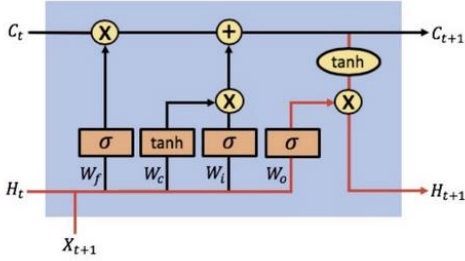 C_t × + C_{t+1}
tanh
× ×
σ tanh σ σ
W_f W_c W_i W_o
H_t H_{t+1}
X_{t+1}